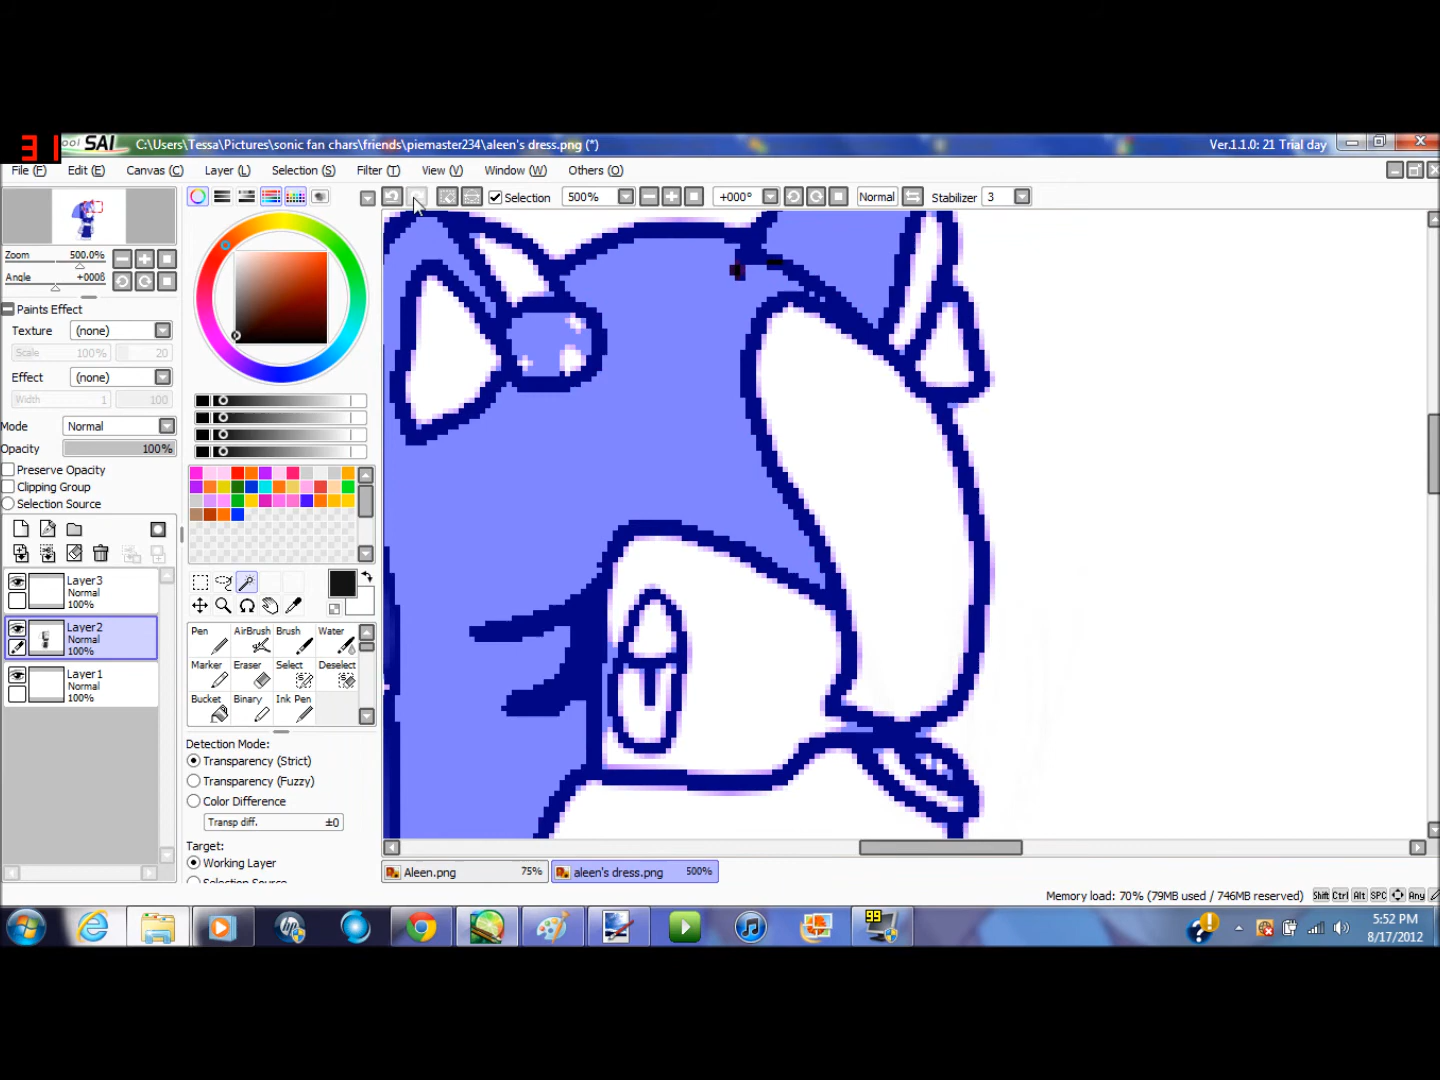 31
ool SAI C:\Users\Tessa\Pictures\sonic fan chars\friends\piemaster234\aleen's dress.png (*) Ver.1.1.0: 21 Trial day
File (F) Edit (E) Canvas (C) Layer (L) Selection (S) Filter (T) View (V) Window (W) Others (O)
Selection 500% +000° Normal Stabilizer 3
Zoom 500.0%
Angle +000ß
Paints Effect
Texture (none)
Scale 100% 20
Effect (none)
Width 1 100
Mode Normal
Opacity 100%
Preserve Opacity
Clipping Group
Selection Source
Layer3
Normal
100%
Layer2
Normal
100%
Layer1
Normal
100%
Pen AirBrush Brush Water
Marker Eraser Select Deselect
Bucket Binary Ink Pen
Detection Mode:
Transparency (Strict)
Transparency (Fuzzy)
Color Difference
Transp diff. ±0
Target:
Working Layer
Selection Source
Aleen.png 75% aleen's dress.png 500%
Memory load: 70% (79MB used / 746MB reserved) Shift Ctrl Alt SPC Any
99
5:52 PM
8/17/2012